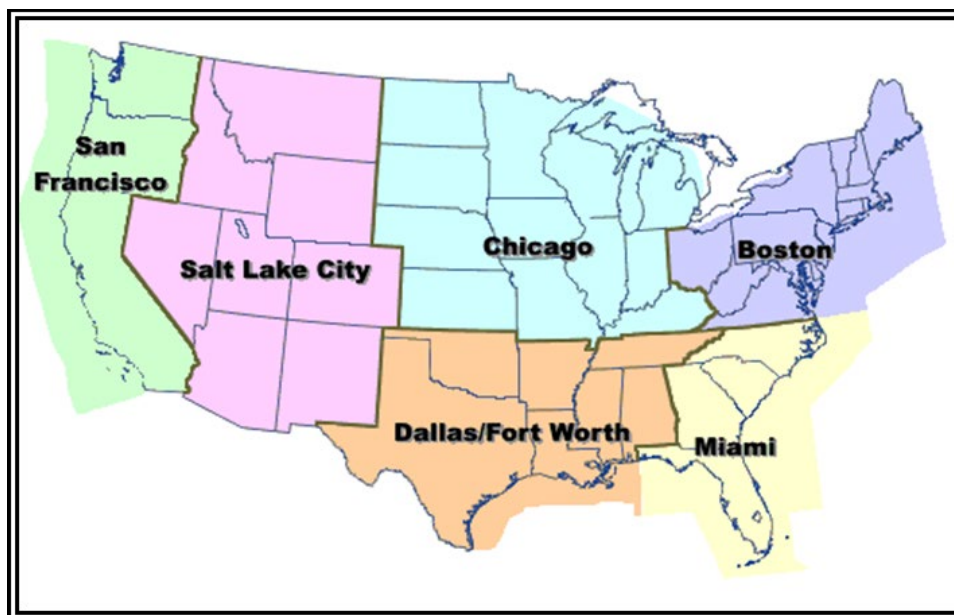 San
Francisco
Salt Lake City
Chicago
Boston
Dallas/Fort Worth
Miami